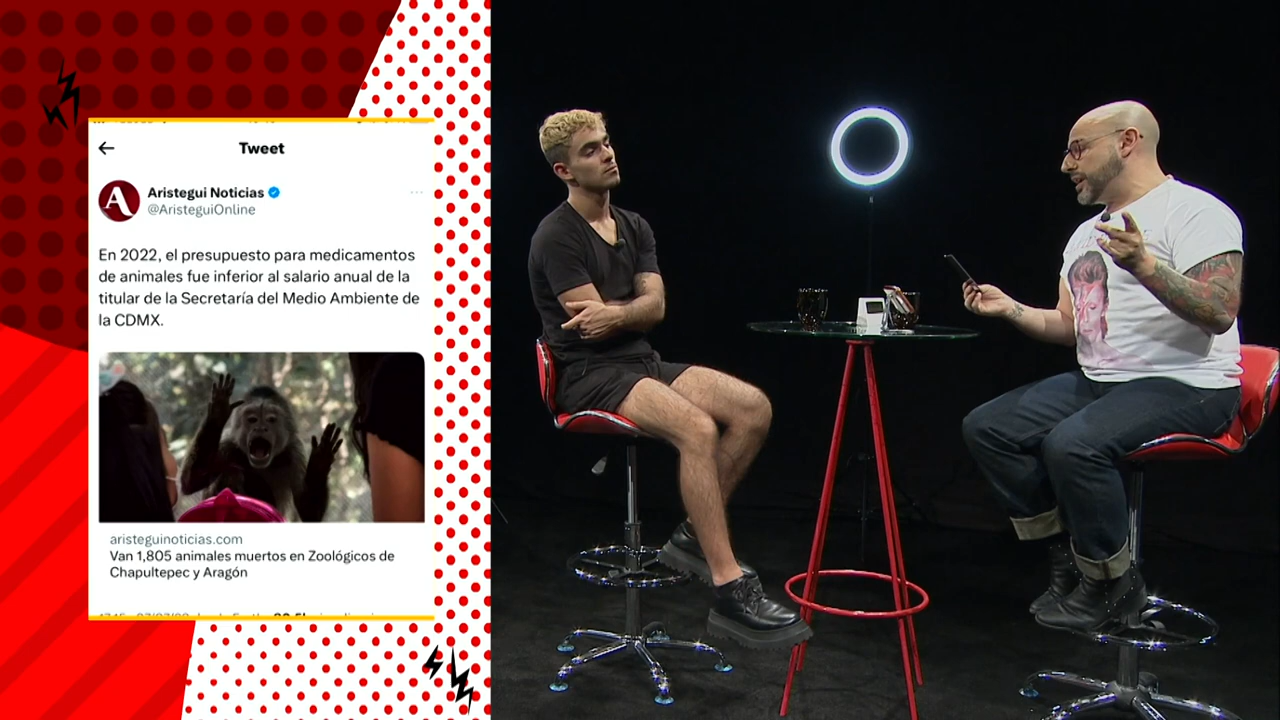 Tweet
A
Aristegui Noticias
@AristeguiOnline
En 2022, el presupuesto para medicamentos
de animales fue inferior al salario anual de la
titular de la Secretaría del Medio Ambiente de
la CDMX.
aristeguinoticias.com
Van 1,805 animales muertos en Zoológicos de
Chapultepec y Aragón